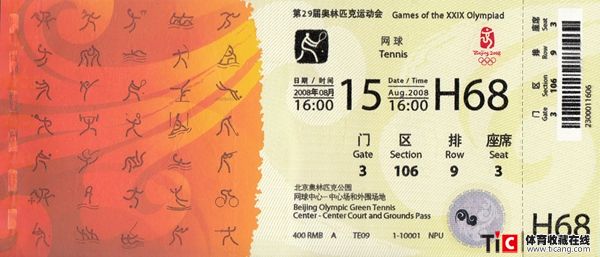 第29届奥林匹克运动会 Games of the XXIX Olympiad
网球
Tennis
Beijing 2008
日期 / 时间 Date / Time
2008年08月 15 Aug.2008 H68
16:00 16:00
门 区 排 座席
Gate Section Row Seat
3 106 9 3
北京奥林匹克公园
网球中心-中心场和外围场地
Beijing Olympic Green Tennis
Center - Center Court and Grounds Pass
400 RMB A TE09 1-10001 NPU
座席 Seat 3
排 Row 9
区 Section 106
门 Gate 3
2300011606
H68
TiC 体育收藏在线
ticang.com